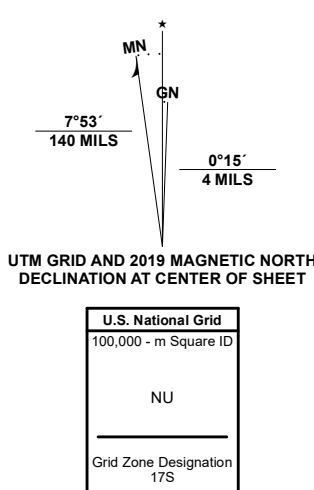 ★
MN
GN
7°53´
140 MILS
0°15´
4 MILS
UTM GRID AND 2019 MAGNETIC NORTH
DECLINATION AT CENTER OF SHEET
U.S. National Grid
100,000 - m Square ID
NU
Grid Zone Designation
17S